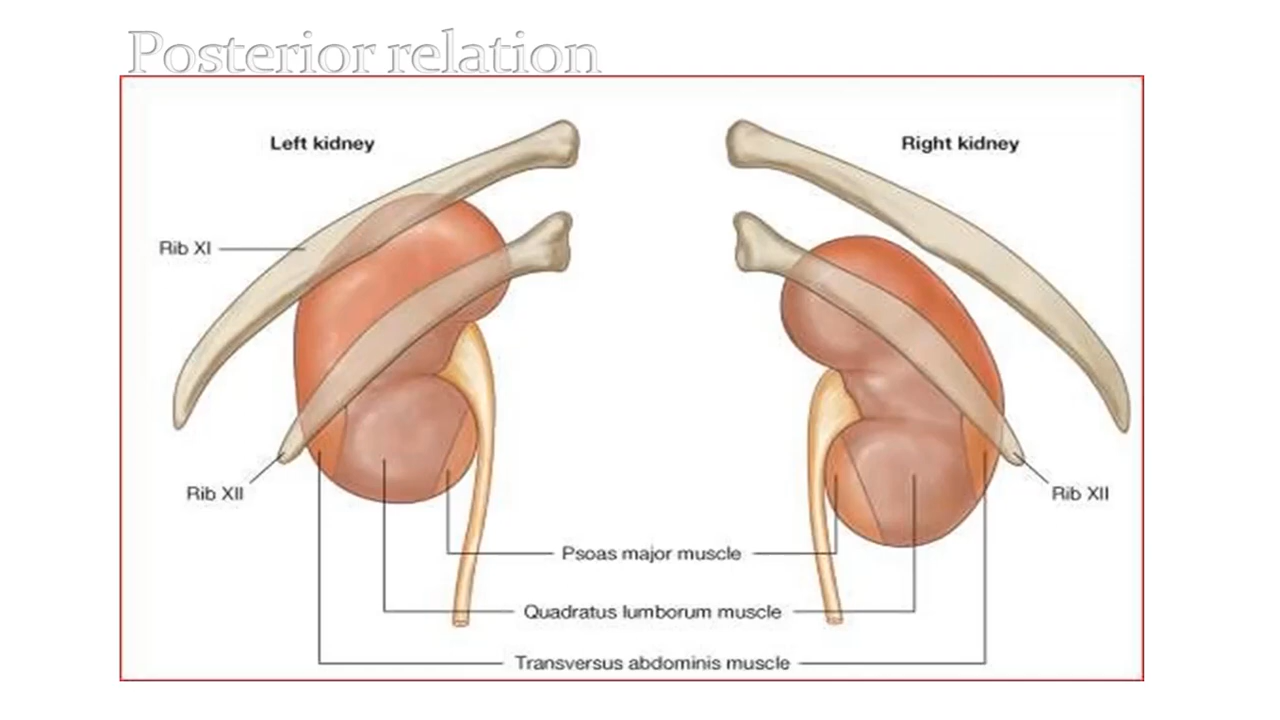 Posterior relation
Left kidney
Right kidney
Rib XI
Rib XII
Rib XII
Psoas major muscle
Quadratus lumborum muscle
Transversus abdominis muscle